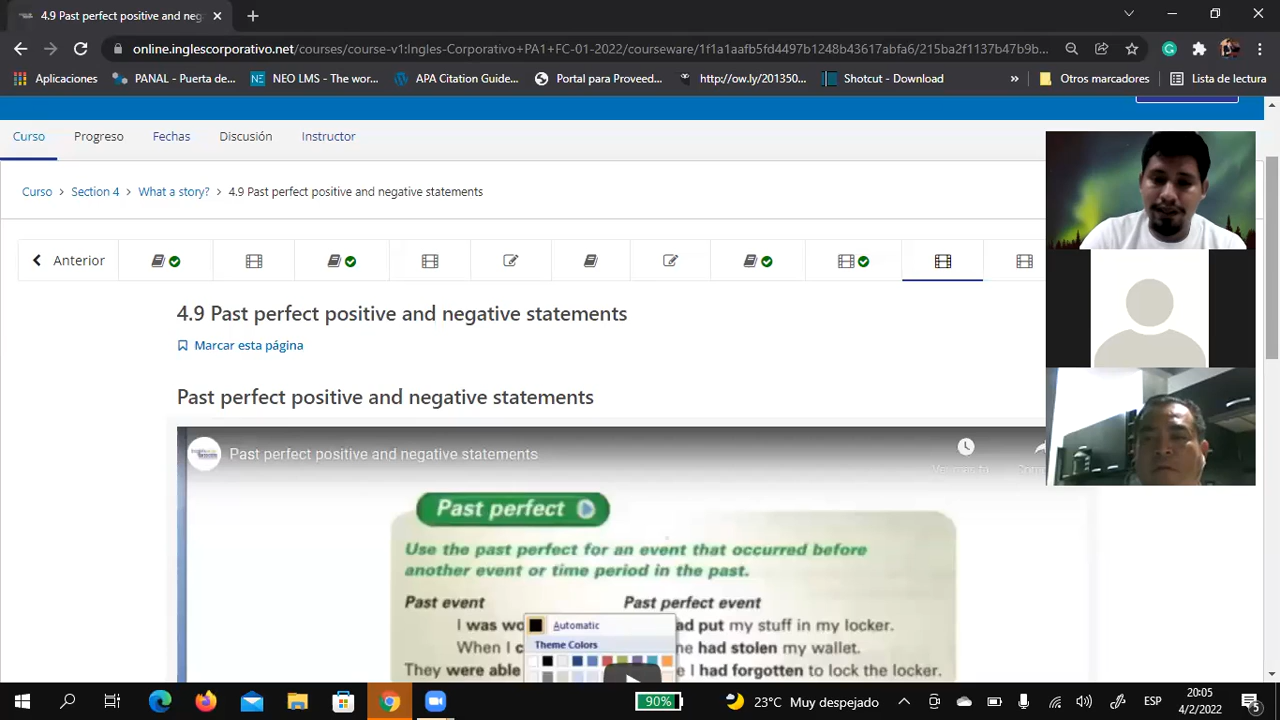 4.9 Past perfect positive and neg
online.inglescorporativo.net/courses/course-v1:Ingles-Corporativo+PA1+FC-01-2022/courseware/1f1a1aafb5fd4497b1248b43617abfa6/215ba2f1137b47b9b...
Aplicaciones PANAL - Puerta de... NEO LMS - The wor... APA Citation Guide... Portal para Proveed... http://ow.ly/201350... Shotcut - Download » Otros marcadores Lista de lectura
Curso Progreso Fechas Discusión Instructor
Curso > Section 4 > What a story? > 4.9 Past perfect positive and negative statements
Anterior
4.9 Past perfect positive and negative statements
Marcar esta página
Past perfect positive and negative statements
Past perfect positive and negative statements
Past perfect
Use the past perfect for an event that occurred before
another event or time period in the past.
Past event Past perfect event
I was wo ad put my stuff in my locker.
Automatic
Theme Colors
When I c ne had stolen my wallet.
They were able e I had forgotten to lock the locker.
90% 23°C Muy despejado ESP 20:05
4/2/2022 5